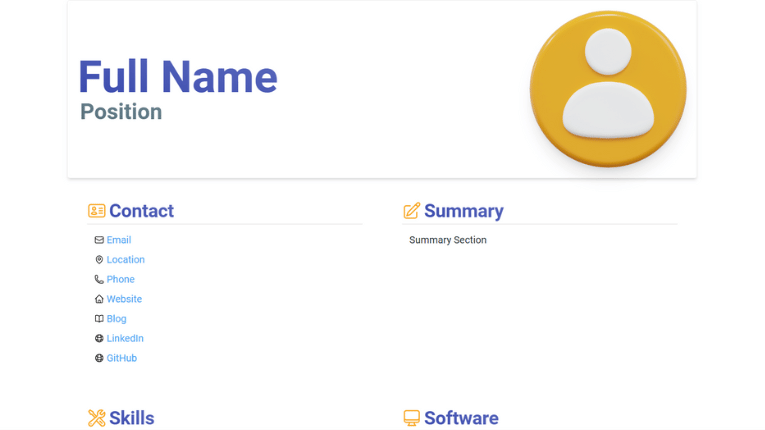 Full Name
Position
Contact
Email
Location
Phone
Website
Blog
LinkedIn
GitHub
Summary
Summary Section
Skills
Software